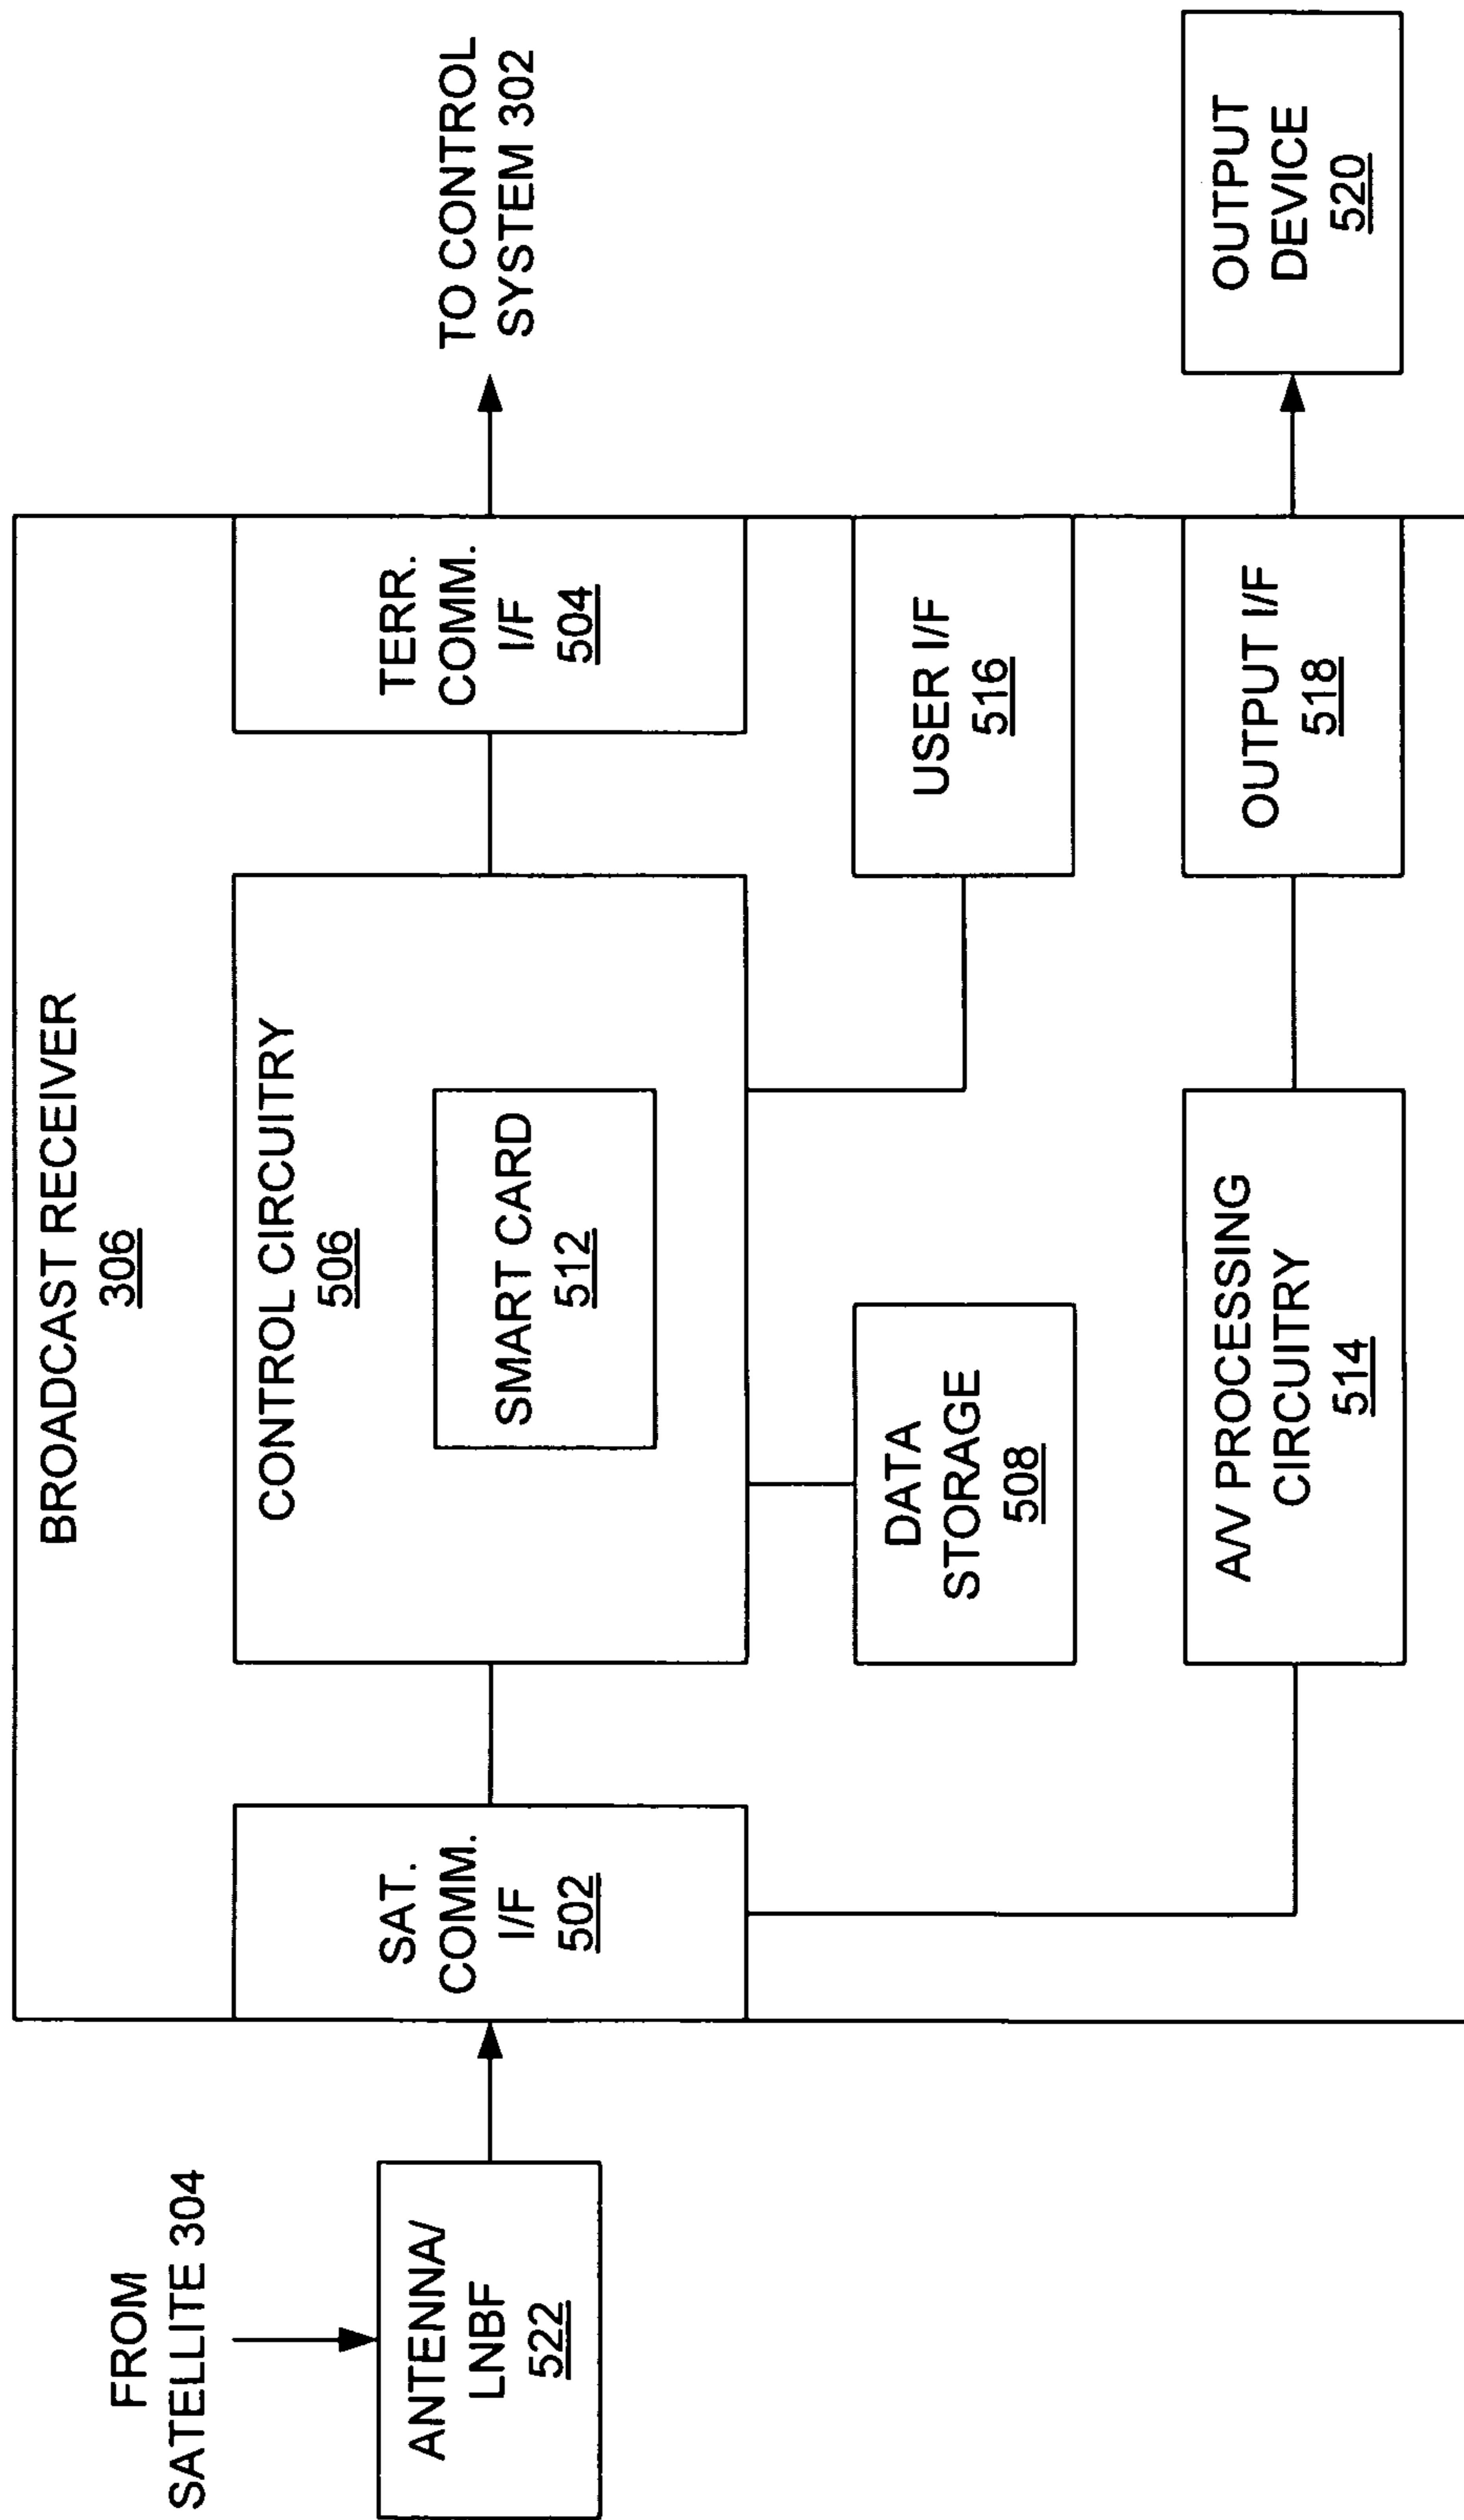 BROADCAST RECEIVER
306
FROM
SATELLITE 304
ANTENNA/
LNBF
522
SAT.
COMM.
I/F
502
CONTROL CIRCUITRY
506
SMART CARD
512
TERR.
COMM.
I/F
504
TO CONTROL
SYSTEM 302
DATA
STORAGE
508
USER I/F
516
A/V PROCESSING
CIRCUITRY
514
OUTPUT I/F
518
OUTPUT
DEVICE
520